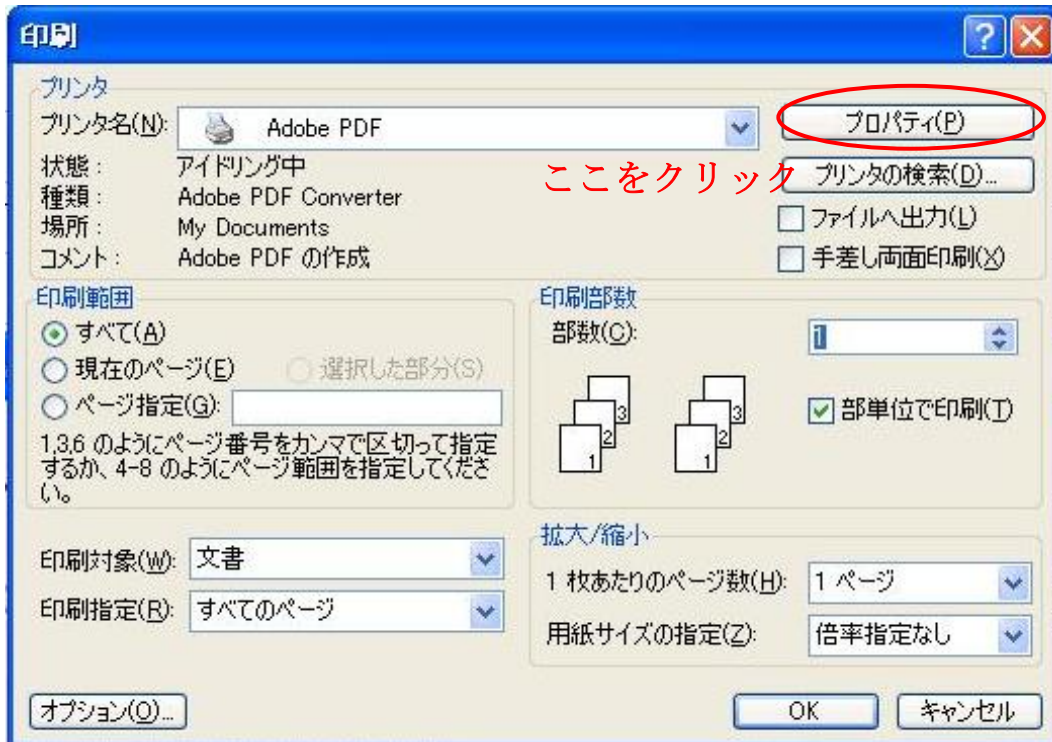 印刷
プリンタ
プリンタ名(N): Adobe PDF プロパティ(P)
状態: アイドリング中
ここをクリック プリンタの検索(D)...
種類: Adobe PDF Converter
場所: My Documents ファイルへ出力(L)
コメント: Adobe PDF の作成 手差し両面印刷(X)
印刷範囲
すべて(A)
現在のページ(E) 選択した部分(S)
ページ指定(G):
1,3,6 のようにページ番号をカンマで区切って指定
するか、4-8 のようにページ範囲を指定してくださ
い。
印刷部数
部数(C): 1
部単位で印刷(T)
3 3
2 2
1 1
印刷対象(W): 文書
印刷指定(R): すべてのページ
拡大/縮小
1 枚あたりのページ数(H): 1 ページ
用紙サイズの指定(Z): 倍率指定なし
オプション(O)... OK キャンセル